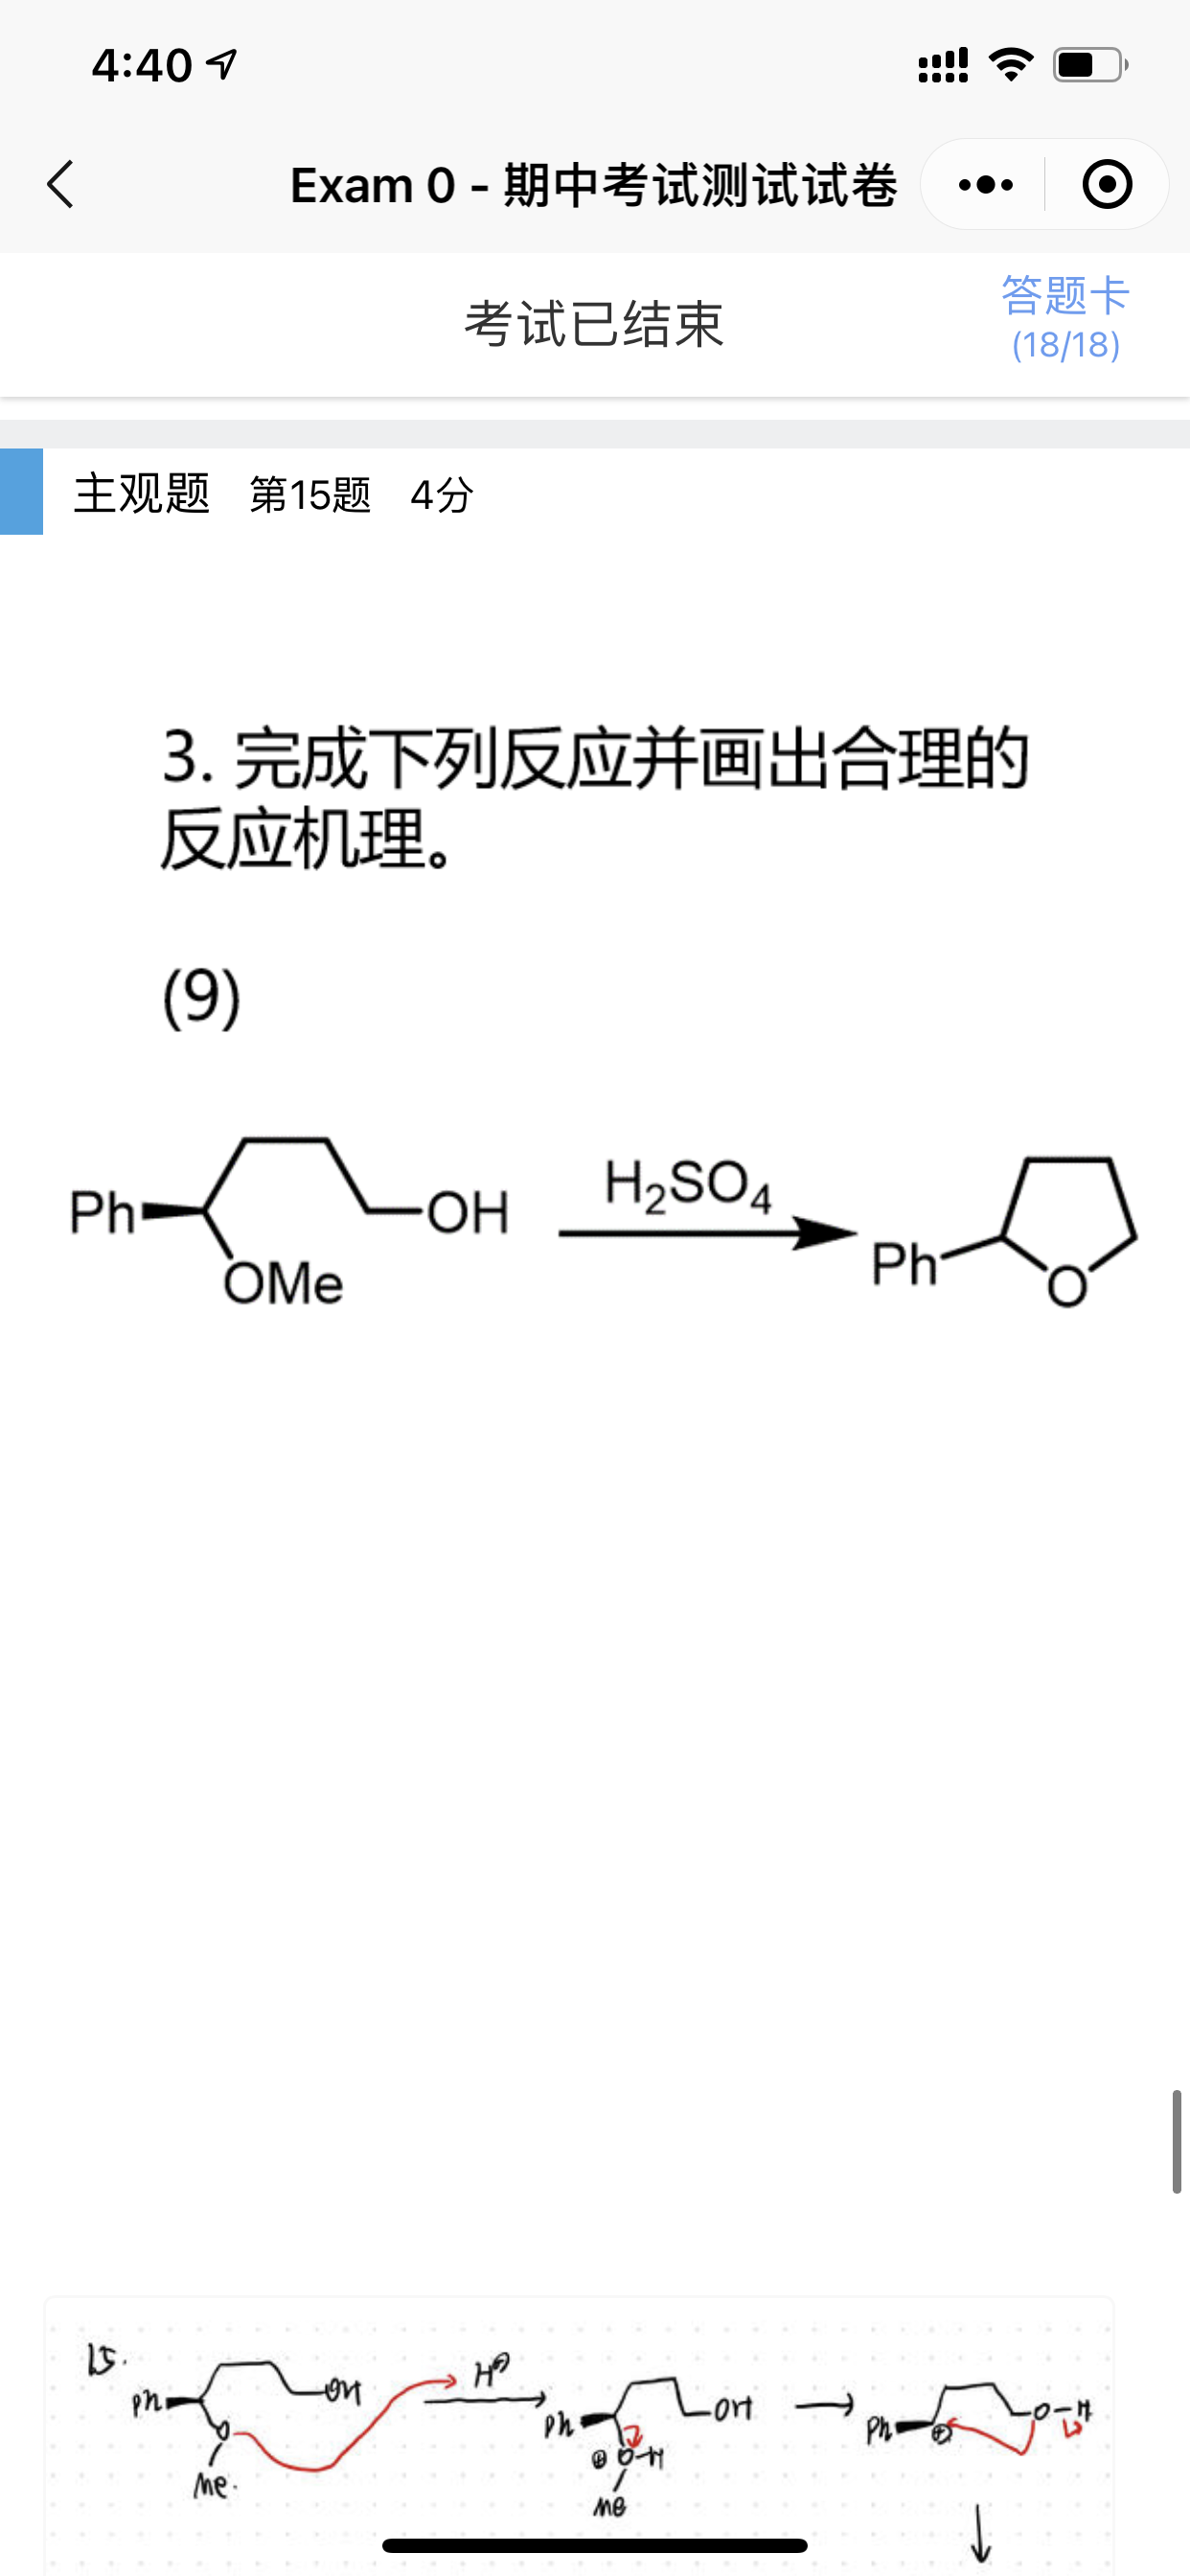 4:40
Exam 0 - 期中考试测试试卷
考试已结束
答题卡
(18/18)
主观题 第15题 4分
3. 完成下列反应并画出合理的
反应机理。
(9)
Ph OMe OH H₂SO₄ Ph O
15.
Ph O Me. OH H⊕ Ph ⊕ O-H Me OH Ph ⊕ O-H